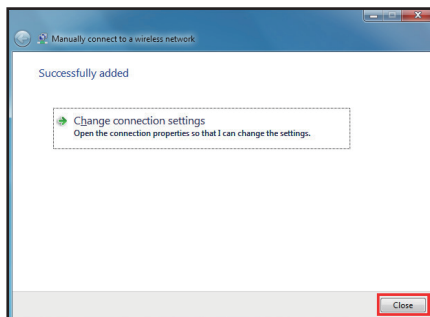 Manually connect to a wireless network
Successfully added
Change connection settings
Open the connection properties so that I can change the settings.
Close